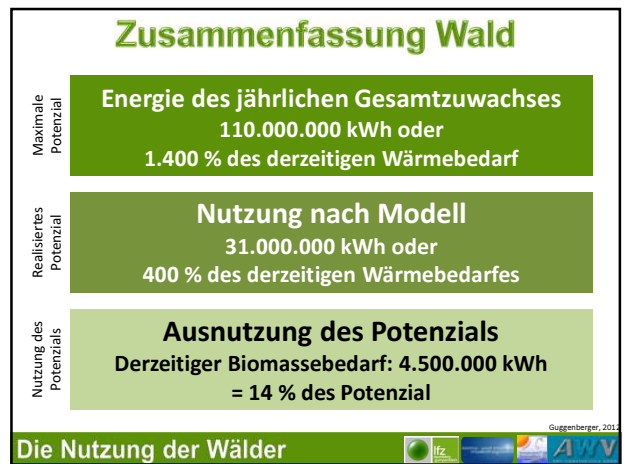 Zusammenfassung Wald
Maximale
Potenzial
Energie des jährlichen Gesamtzuwachses
110.000.000 kWh oder
1.400 % des derzeitigen Wärmebedarf
Realisiertes
Potenzial
Nutzung nach Modell
31.000.000 kWh oder
400 % des derzeitigen Wärmebedarfes
Nutzung des
Potenzials
Ausnutzung des Potenzials
Derzeitiger Biomassebedarf: 4.500.000 kWh
= 14 % des Potenzial
Guggenberger, 2012
Die Nutzung der Wälder
lfz
AWV